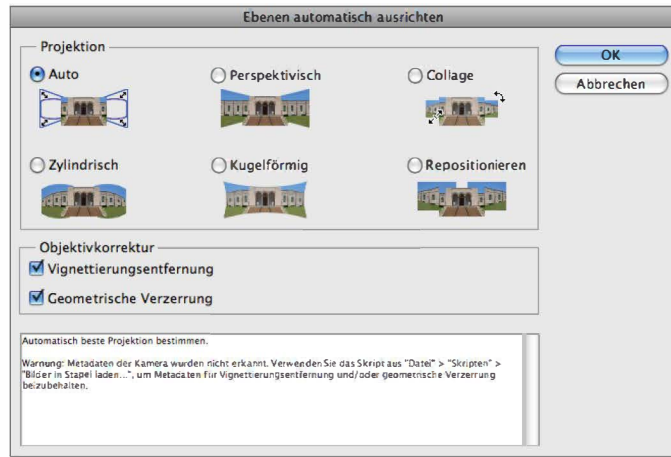 Ebenen automatisch ausrichten
Projektion
Auto
Perspektivisch
Collage
Zylindrisch
Kugelförmig
Repositionieren
Objektivkorrektur
Vignettierungsentfernung
Geometrische Verzerrung
Automatisch beste Projektion bestimmen.
Warnung: Metadaten der Kamera wurden nicht erkannt. Verwenden Sie das Skript aus "Datei" > "Skripten" >
"Bilder in Stapel laden...", um Metadaten für Vignettierungsentfernung und/oder geometrische Verzerrung
beizubehalten.
OK
Abbrechen